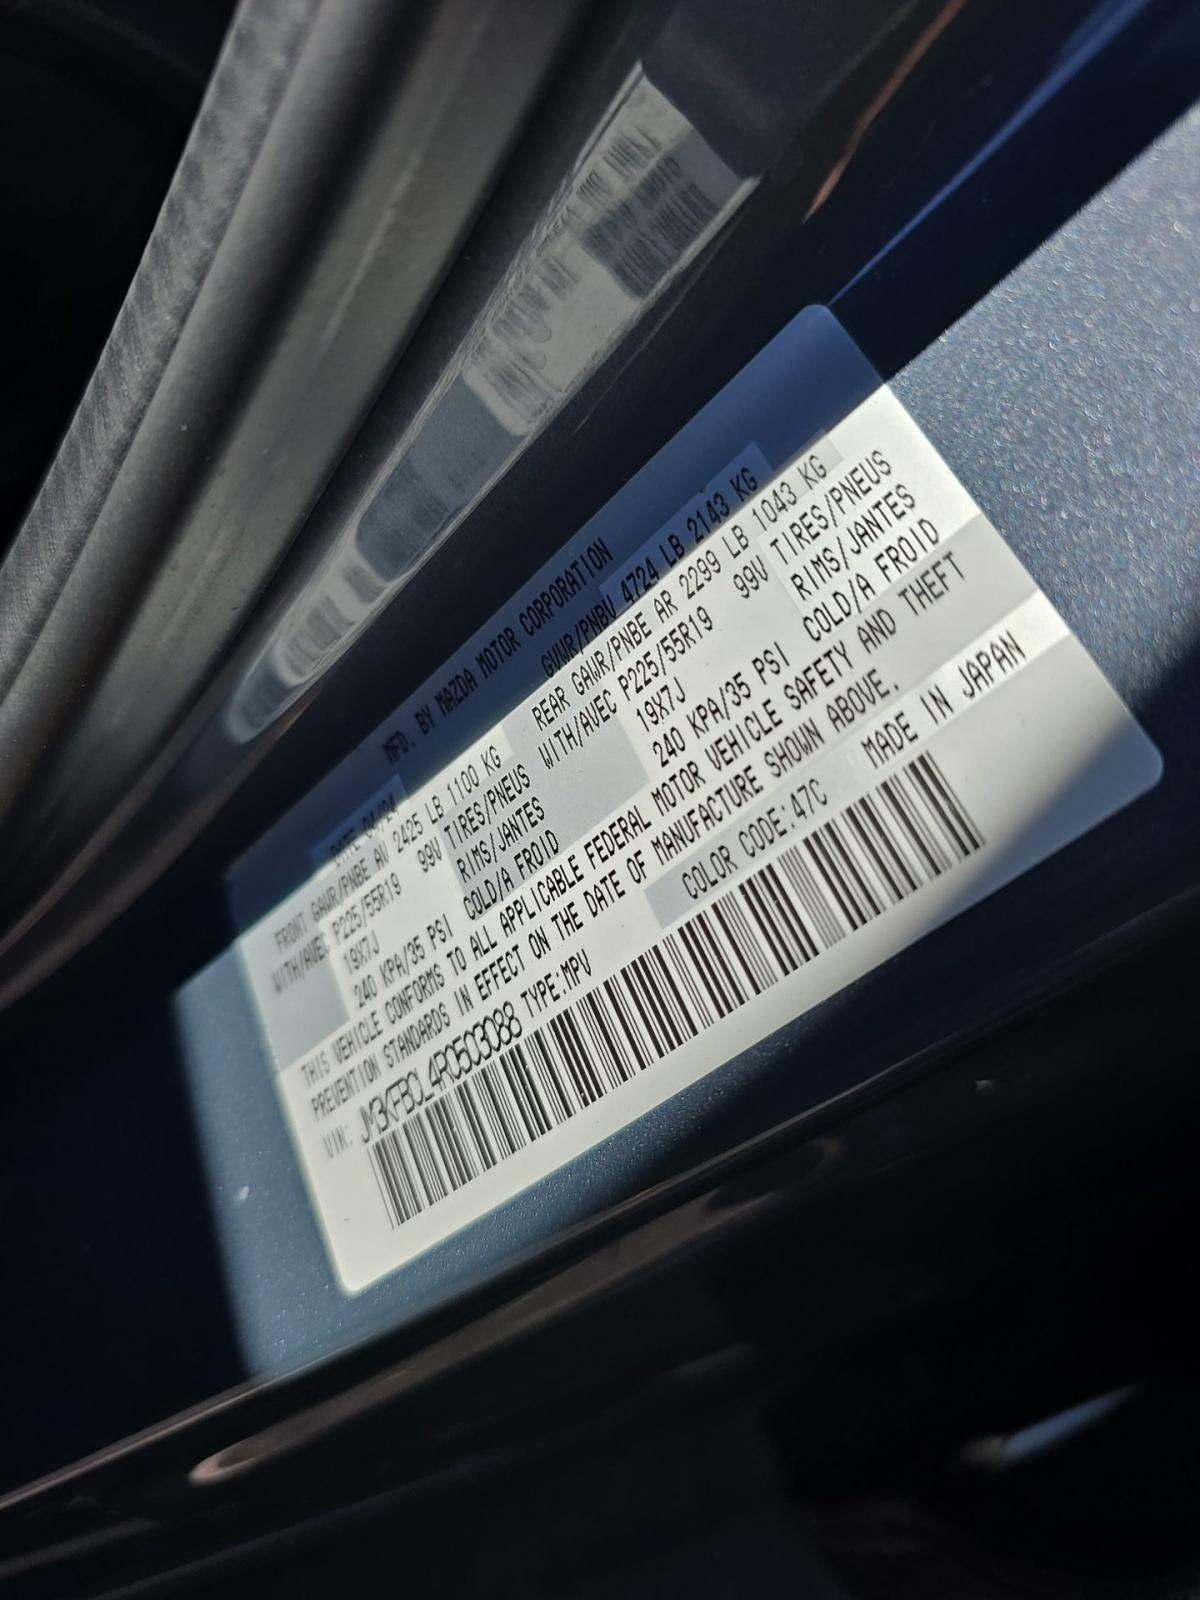 MFD. BY MAZDA MOTOR CORPORATION
DATE 04/24 GVWR/PNBV 4724 LB 2143 KG
FRONT GAWR/PNBE AV 2425 LB 1100 KG REAR GAWR/PNBE AR 2299 LB 1043 KG
WITH/AVEC P225/55R19 99V TIRES/PNEUS WITH/AVEC P225/55R19 99V TIRES/PNEUS
19X7J RIMS/JANTES 19X7J RIMS/JANTES
240 KPA/35 PSI COLD/A FROID 240 KPA/35 PSI COLD/A FROID
THIS VEHICLE CONFORMS TO ALL APPLICABLE FEDERAL MOTOR VEHICLE SAFETY AND THEFT
PREVENTION STANDARDS IN EFFECT ON THE DATE OF MANUFACTURE SHOWN ABOVE.
VIN: JM3KFBCL4R0503088 TYPE:MPV COLOR CODE:47C MADE IN JAPAN